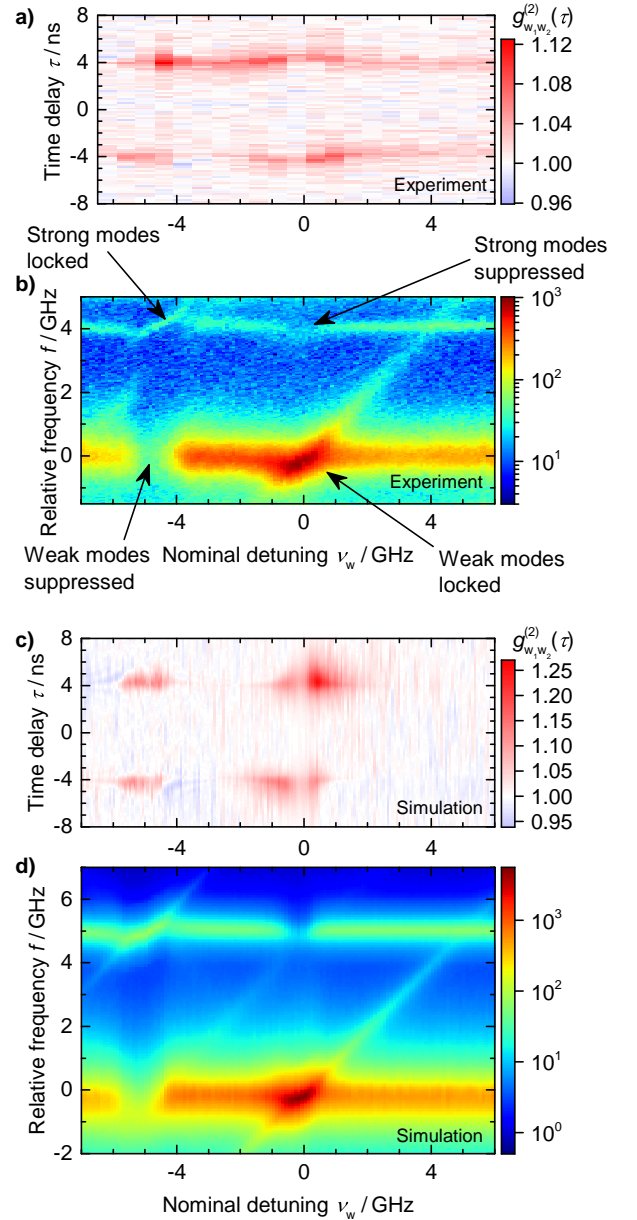 a)
g(2)w1w2(τ)
8
4
0
-4
-8
Time delay τ / ns
Experiment
-4 0 4
1.12
1.08
1.04
1.00
0.96
Strong modes
locked
Strong modes
suppressed
b)
4
2
0
Relative frequency f / GHz
Experiment
-4 0 4
10³
10²
10¹
Weak modes
suppressed
Nominal detuning νw / GHz
Weak modes
locked
c)
g(2)w1w2(τ)
8
4
0
-4
-8
Time delay τ / ns
Simulation
-4 0 4
1.25
1.20
1.15
1.10
1.05
1.00
0.95
d)
6
4
2
0
-2
Relative frequency f / GHz
Simulation
-4 0 4
10³
10²
10¹
10⁰
Nominal detuning νw / GHz